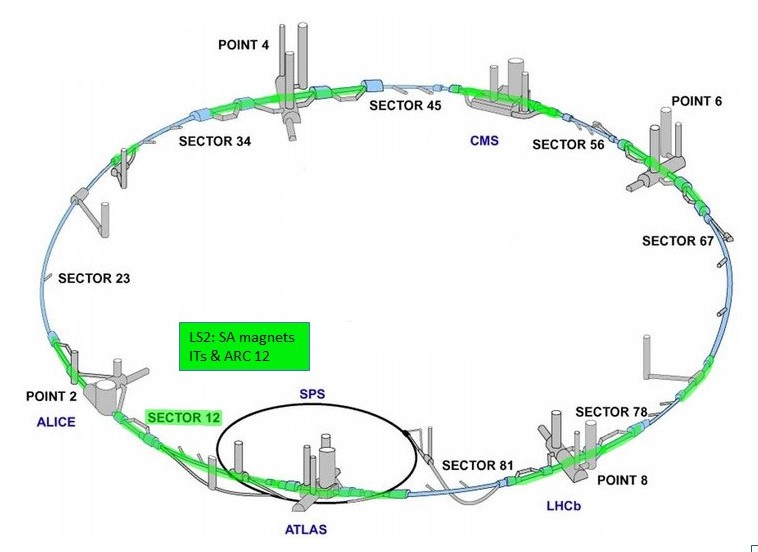 POINT 4
SECTOR 45
POINT 6
SECTOR 34
CMS
SECTOR 56
SECTOR 67
SECTOR 23
LS2: SA magnets
ITs & ARC 12
POINT 2
SPS
ALICE
SECTOR 12
SECTOR 78
SECTOR 81
POINT 8
LHCb
ATLAS